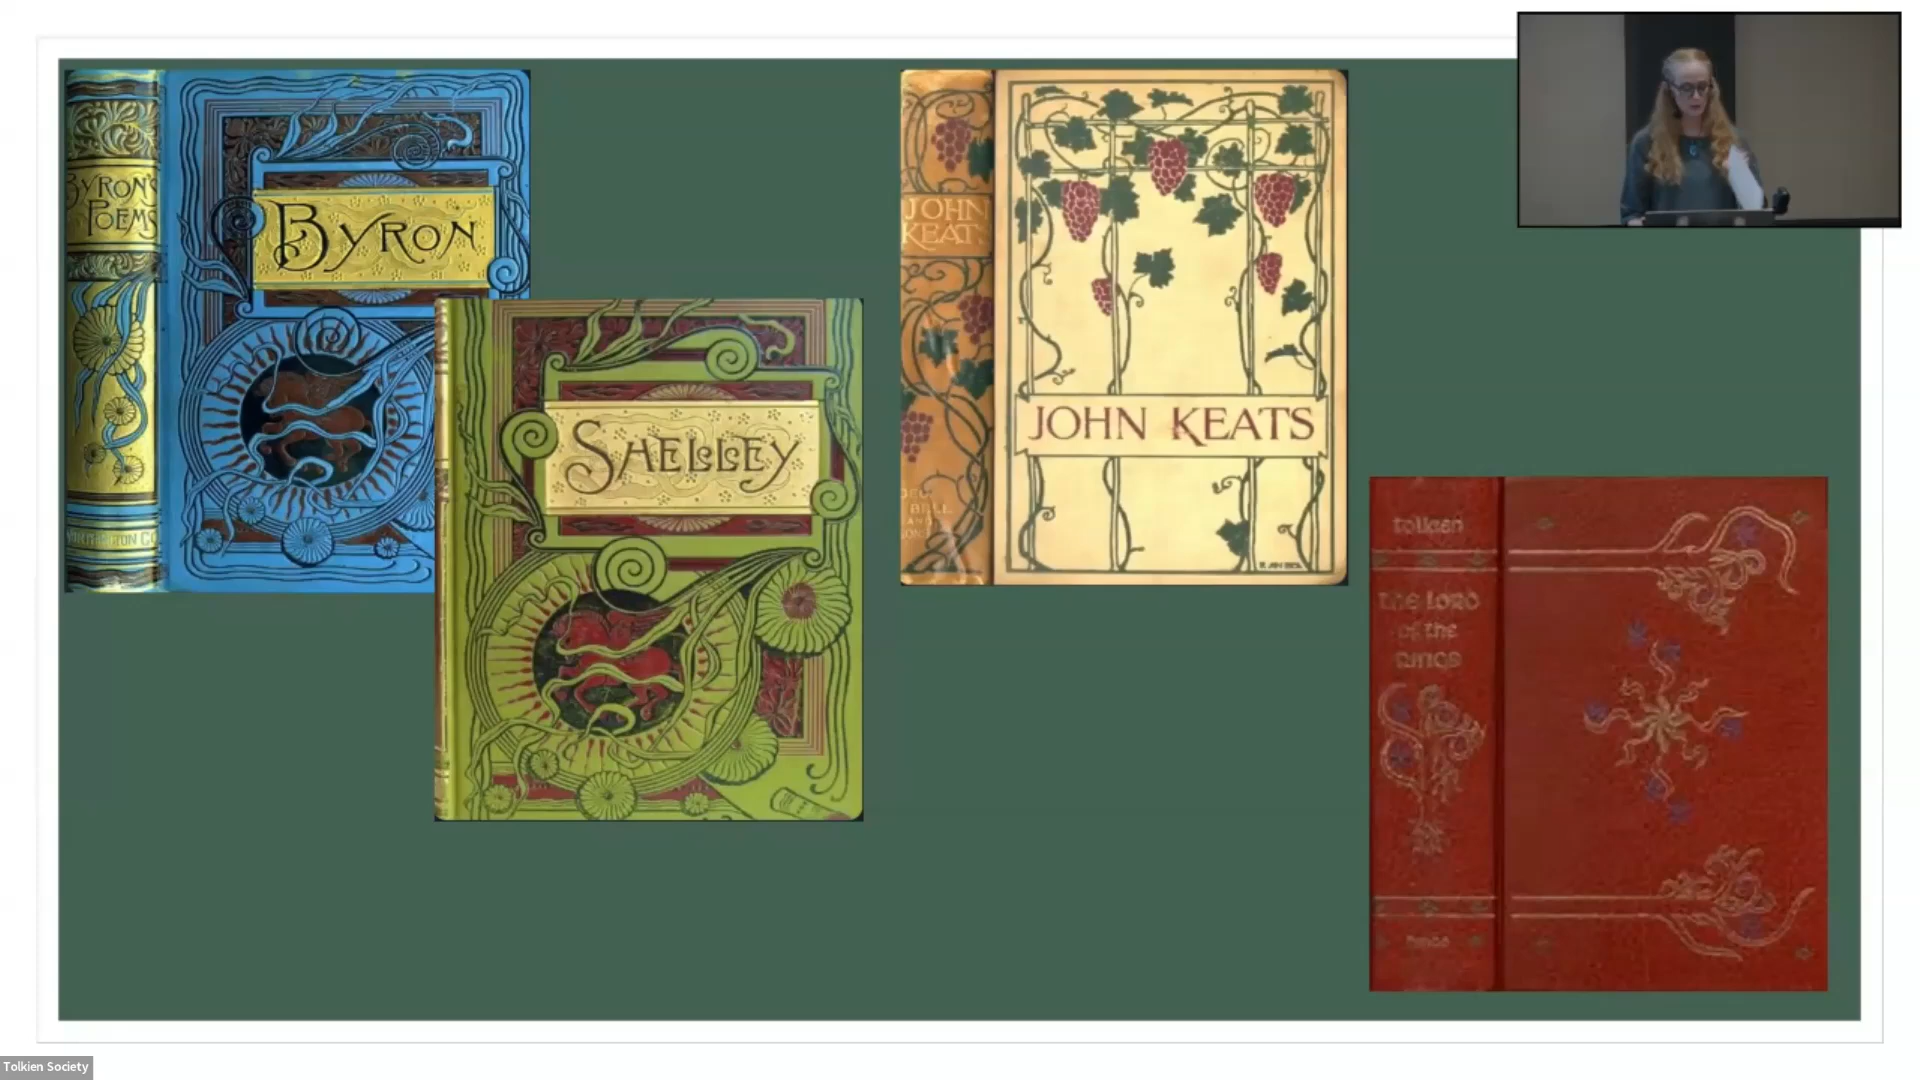 BYRON'S
POEMS
BYRON
SHELLEY
JOHN
KEATS
JOHN KEATS
tolkien
the LORD
of the
RINGS
Tolkien Society